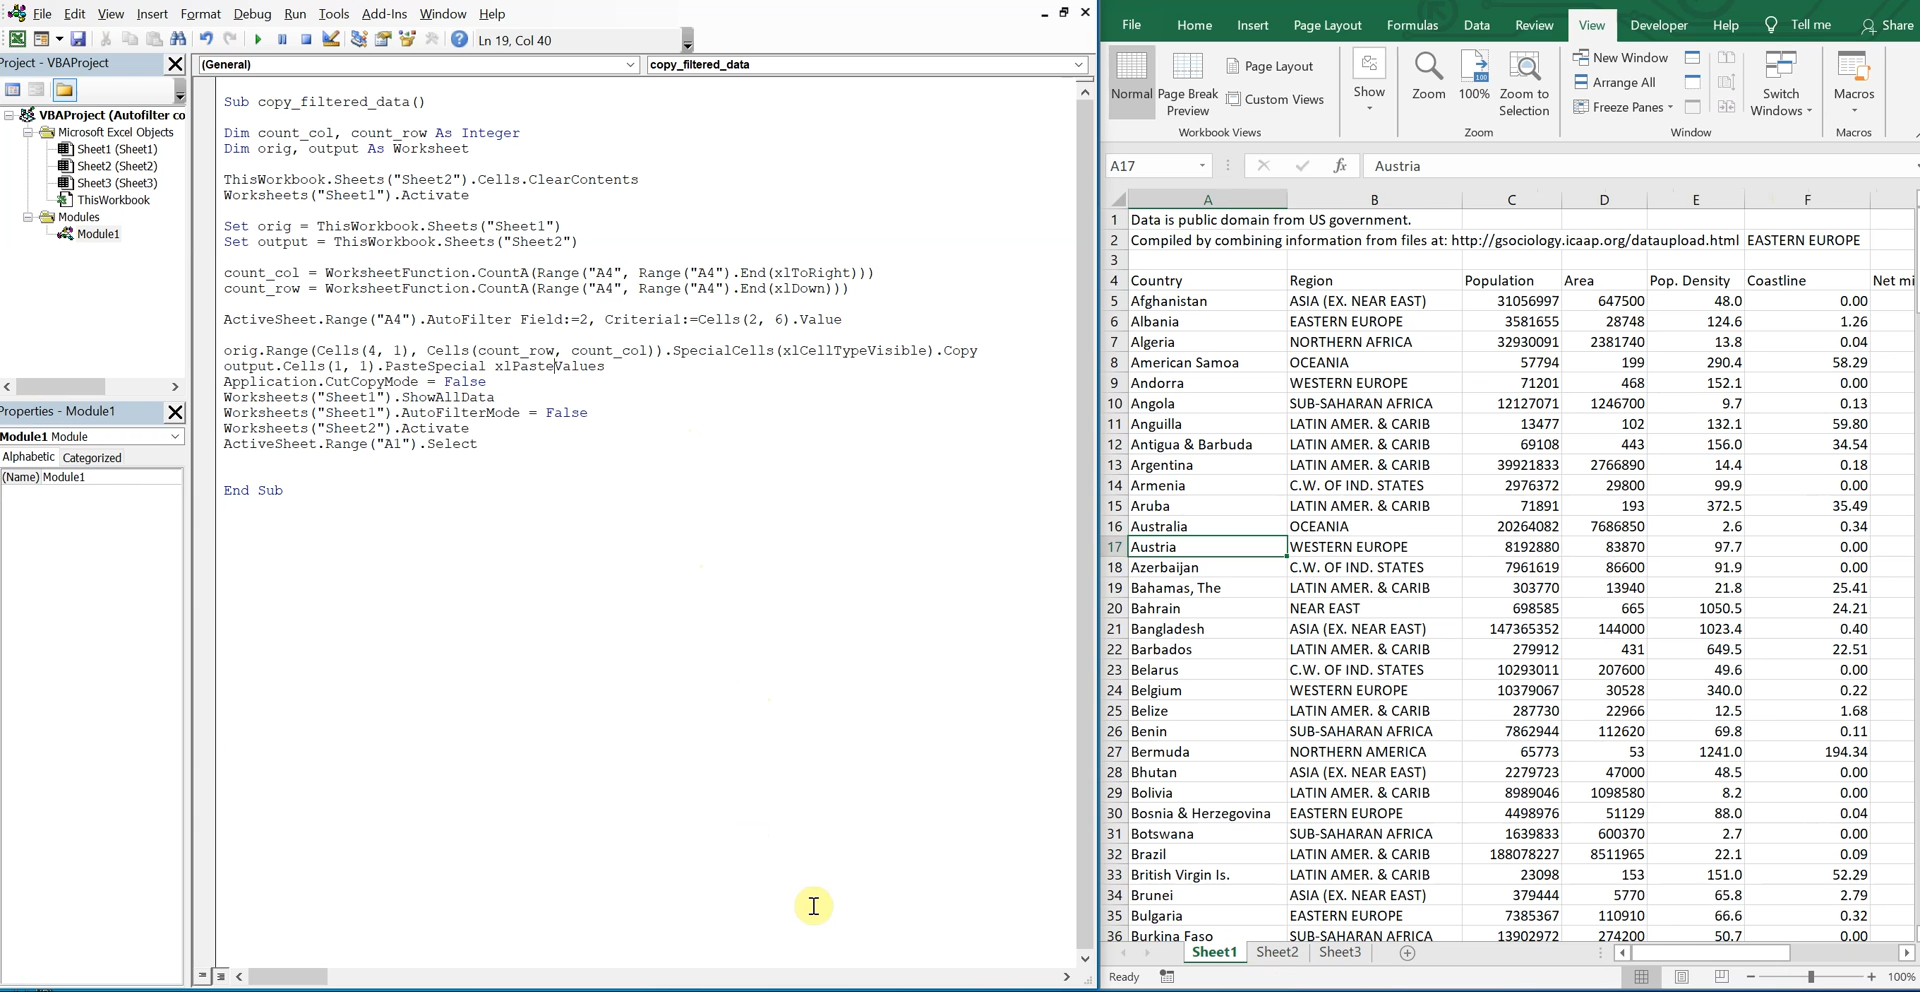 File Edit View Insert Format Debug Run Tools Add-Ins Window Help
Ln 19, Col 40
Project - VBAProject
VBAProject (Autofilter co
Microsoft Excel Objects
Sheet1 (Sheet1)
Sheet2 (Sheet2)
Sheet3 (Sheet3)
ThisWorkbook
Modules
Module1
Properties - Module1
Module1 Module
Alphabetic Categorized
(Name) Module1
(General) copy_filtered_data
Sub copy_filtered_data()
Dim count_col, count_row As Integer
Dim orig, output As Worksheet
ThisWorkbook.Sheets("Sheet2").Cells.ClearContents
Worksheets("Sheet1").Activate
Set orig = ThisWorkbook.Sheets("Sheet1")
Set output = ThisWorkbook.Sheets("Sheet2")
count_col = WorksheetFunction.CountA(Range("A4", Range("A4").End(xlToRight)))
count_row = WorksheetFunction.CountA(Range("A4", Range("A4").End(xlDown)))
ActiveSheet.Range("A4").AutoFilter Field:=2, Criteria1:=Cells(2, 6).Value
orig.Range(Cells(4, 1), Cells(count_row, count_col)).SpecialCells(xlCellTypeVisible).Copy
output.Cells(1, 1).PasteSpecial xlPasteValues
Application.CutCopyMode = False
Worksheets("Sheet1").ShowAllData
Worksheets("Sheet1").AutoFilterMode = False
Worksheets("Sheet2").Activate
ActiveSheet.Range("A1").Select
End Sub
File Home Insert Page Layout Formulas Data Review View Developer Help Tell me Share
Normal Page Break Preview Page Layout Custom Views Show Zoom 100% Zoom to Selection New Window Arrange All Freeze Panes Switch Windows Macros
Workbook Views Zoom Window Macros
A17 fx Austria
A B C D E F
1 Data is public domain from US government.
2 Compiled by combining information from files at: http://gsociology.icaap.org/dataupload.html EASTERN EUROPE
3
4 Country Region Population Area Pop. Density Coastline Net mi
5 Afghanistan ASIA (EX. NEAR EAST) 31056997 647500 48.0 0.00
6 Albania EASTERN EUROPE 3581655 28748 124.6 1.26
7 Algeria NORTHERN AFRICA 32930091 2381740 13.8 0.04
8 American Samoa OCEANIA 57794 199 290.4 58.29
9 Andorra WESTERN EUROPE 71201 468 152.1 0.00
10 Angola SUB-SAHARAN AFRICA 12127071 1246700 9.7 0.13
11 Anguilla LATIN AMER. & CARIB 13477 102 132.1 59.80
12 Antigua & Barbuda LATIN AMER. & CARIB 69108 443 156.0 34.54
13 Argentina LATIN AMER. & CARIB 39921833 2766890 14.4 0.18
14 Armenia C.W. OF IND. STATES 2976372 29800 99.9 0.00
15 Aruba LATIN AMER. & CARIB 71891 193 372.5 35.49
16 Australia OCEANIA 20264082 7686850 2.6 0.34
17 Austria WESTERN EUROPE 8192880 83870 97.7 0.00
18 Azerbaijan C.W. OF IND. STATES 7961619 86600 91.9 0.00
19 Bahamas, The LATIN AMER. & CARIB 303770 13940 21.8 25.41
20 Bahrain NEAR EAST 698585 665 1050.5 24.21
21 Bangladesh ASIA (EX. NEAR EAST) 147365352 144000 1023.4 0.40
22 Barbados LATIN AMER. & CARIB 279912 431 649.5 22.51
23 Belarus C.W. OF IND. STATES 10293011 207600 49.6 0.00
24 Belgium WESTERN EUROPE 10379067 30528 340.0 0.22
25 Belize LATIN AMER. & CARIB 287730 22966 12.5 1.68
26 Benin SUB-SAHARAN AFRICA 7862944 112620 69.8 0.11
27 Bermuda NORTHERN AMERICA 65773 53 1241.0 194.34
28 Bhutan ASIA (EX. NEAR EAST) 2279723 47000 48.5 0.00
29 Bolivia LATIN AMER. & CARIB 8989046 1098580 8.2 0.00
30 Bosnia & Herzegovina EASTERN EUROPE 4498976 51129 88.0 0.04
31 Botswana SUB-SAHARAN AFRICA 1639833 600370 2.7 0.00
32 Brazil LATIN AMER. & CARIB 188078227 8511965 22.1 0.09
33 British Virgin Is. LATIN AMER. & CARIB 23098 153 151.0 52.29
34 Brunei ASIA (EX. NEAR EAST) 379444 5770 65.8 2.79
35 Bulgaria EASTERN EUROPE 7385367 110910 66.6 0.32
36 Burkina Faso SUB-SAHARAN AFRICA 13902972 274200 50.7 0.00
Sheet1 Sheet2 Sheet3
Ready 100%